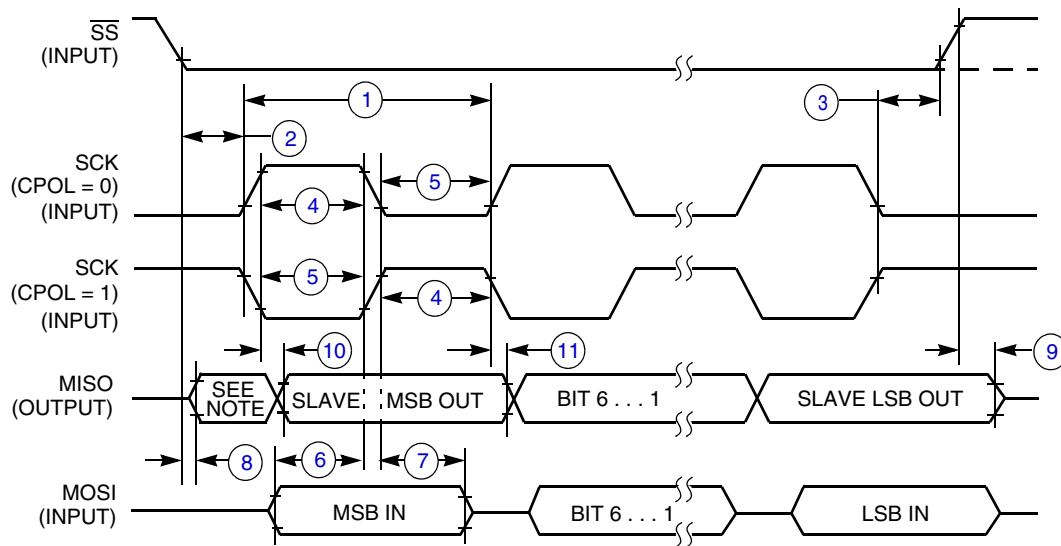 SS
(INPUT)
1
3
2
SCK
(CPOL = 0)
(INPUT)
5
4
SCK
(CPOL = 1)
(INPUT)
5
4
10
11
9
MISO
(OUTPUT)
SEE
NOTE
SLAVE
MSB OUT
BIT 6 . . . 1
SLAVE LSB OUT
8
6
7
MOSI
(INPUT)
MSB IN
BIT 6 . . . 1
LSB IN